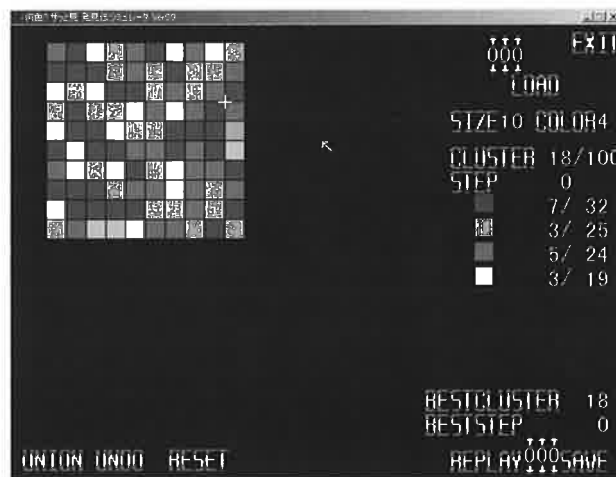 EXIT
000
LOAD
SIZE10 COLOR4
CLUSTER 18/100
STEP 0
7/ 32
3/ 25
5/ 24
3/ 19
BESTCLUSTER 18
BESTSTEP 0
UNION UNDO RESET
REPLAY 000 SAVE